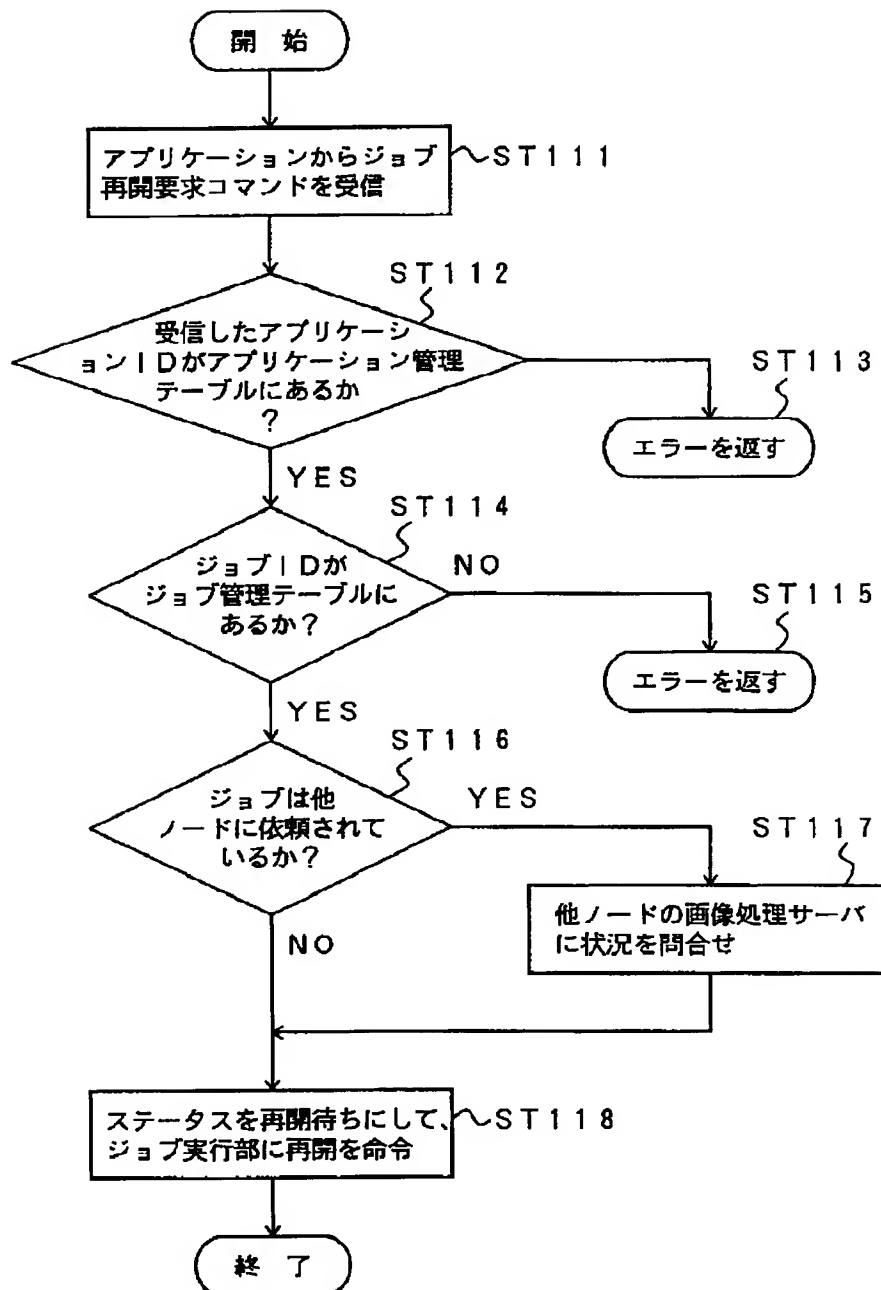 開 始
アプリケーションからジョブ
再開要求コマンドを受信
ST111
ST112
受信したアプリケーシ
ョンIDがアプリケーション管理
テーブルにあるか
?
ST113
エラーを返す
YES
ST114
ジョブIDが
ジョブ管理テーブルに
あるか?
NO
ST115
エラーを返す
YES
ST116
ジョブは他
ノードに依頼されて
いるか?
YES
ST117
他ノードの画像処理サーバ
に状況を問合せ
NO
ステータスを再開待ちにして、
ジョブ実行部に再開を命令
ST118
終 了